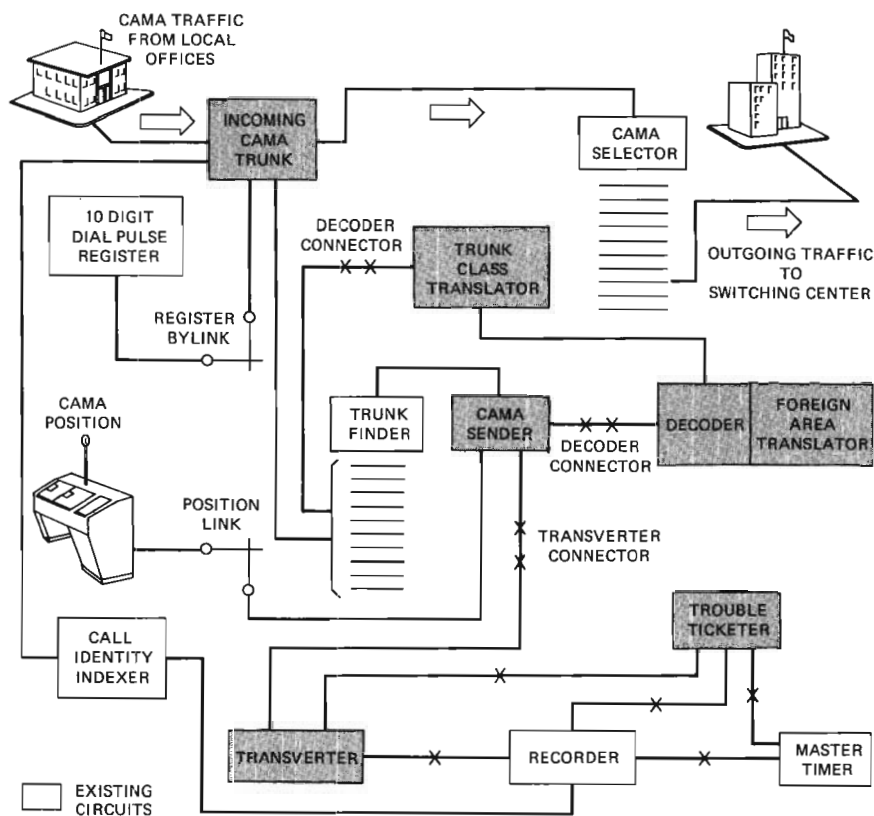 CAMA TRAFFIC
FROM LOCAL
OFFICES
INCOMING
CAMA
TRUNK
CAMA
SELECTOR
10 DIGIT
DIAL PULSE
REGISTER
DECODER
CONNECTOR
TRUNK
CLASS
TRANSLATOR
OUTGOING TRAFFIC
TO
SWITCHING CENTER
REGISTER
BYLINK
CAMA
POSITION
TRUNK
FINDER
CAMA
SENDER
DECODER
FOREIGN
AREA
TRANSLATOR
DECODER
CONNECTOR
POSITION
LINK
TRANSVERTER
CONNECTOR
TROUBLE
TICKETER
CALL
IDENTITY
INDEXER
TRANSVERTER
RECORDER
MASTER
TIMER
EXISTING
CIRCUITS